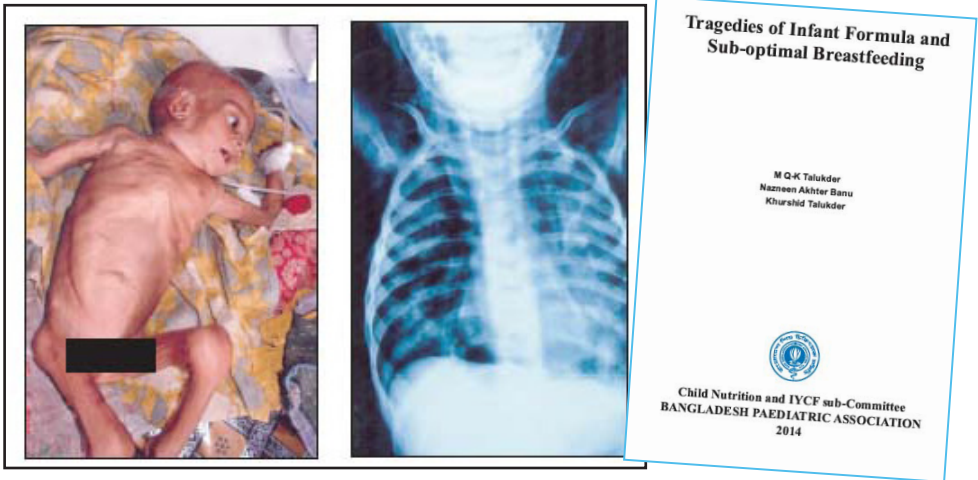 Tragedies of Infant Formula and
Sub-optimal Breastfeeding
M Q-K Talukder
Nazneen Akhter Banu
Khurshid Talukder
Child Nutrition and IYCF sub-Committee
BANGLADESH PAEDIATRIC ASSOCIATION
2014